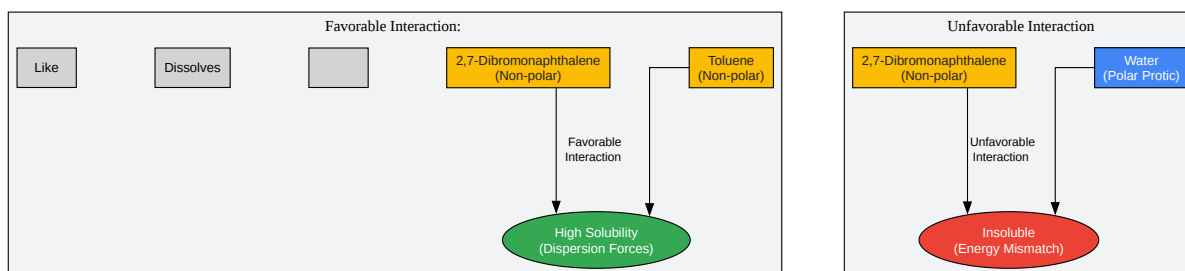 Favorable Interaction:
Like
Dissolves
2,7-Dibromonaphthalene
(Non-polar)
Toluene
(Non-polar)
Favorable
Interaction
High Solubility
(Dispersion Forces)
Unfavorable Interaction
2,7-Dibromonaphthalene
(Non-polar)
Water
(Polar Protic)
Unfavorable
Interaction
Insoluble
(Energy Mismatch)